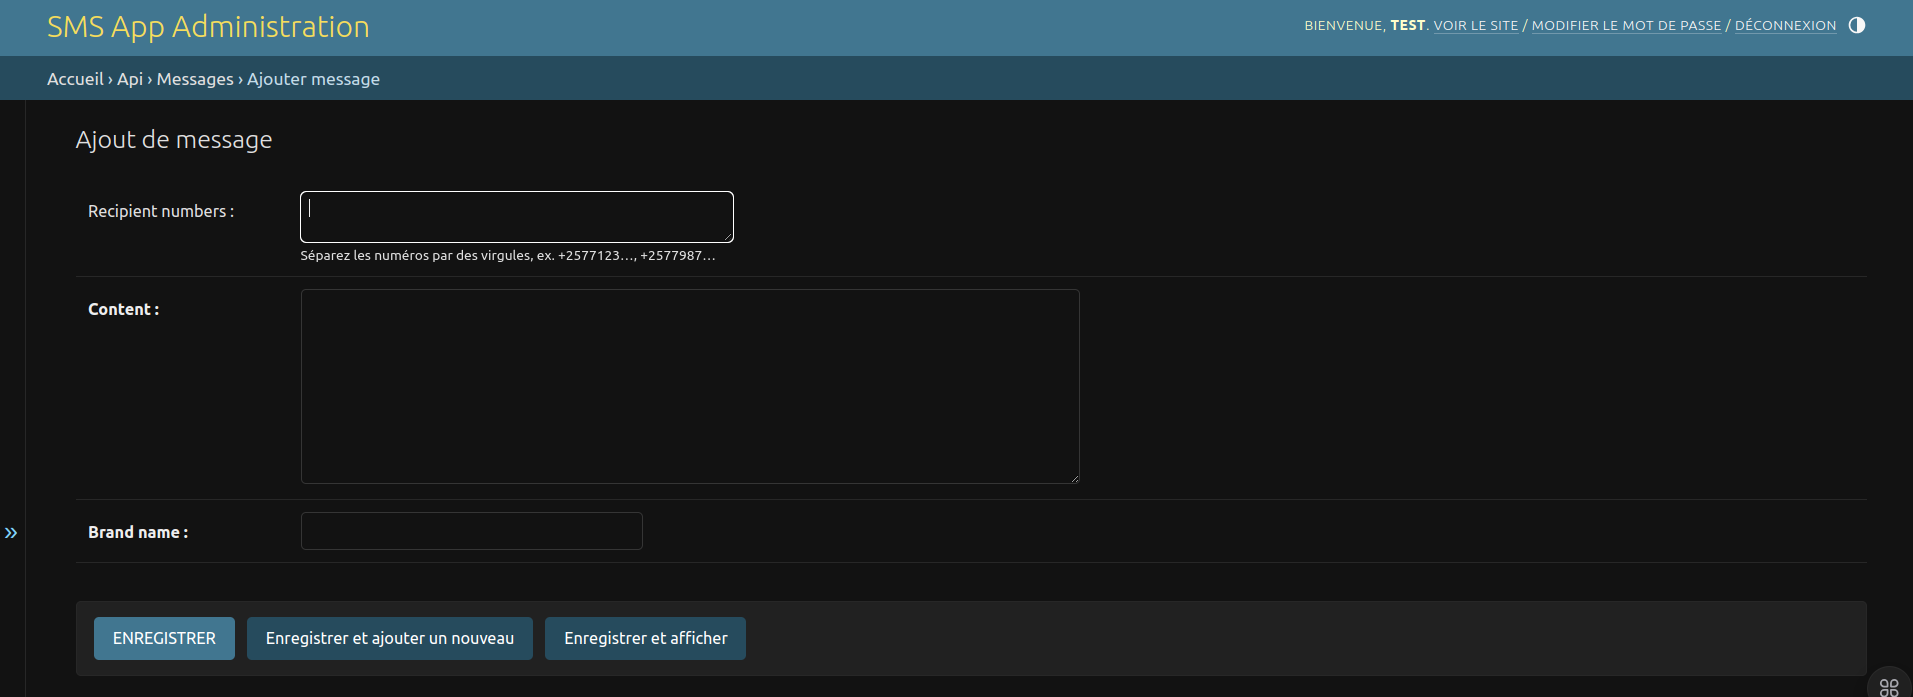 SMS App Administration
BIENVENUE, TEST. VOIR LE SITE / MODIFIER LE MOT DE PASSE / DÉCONNEXION
Accueil › Api › Messages › Ajouter message
Ajout de message
Recipient numbers :
Séparez les numéros par des virgules, ex. +2577123…, +2577987…
Content :
»
Brand name :
ENREGISTRER Enregistrer et ajouter un nouveau Enregistrer et afficher